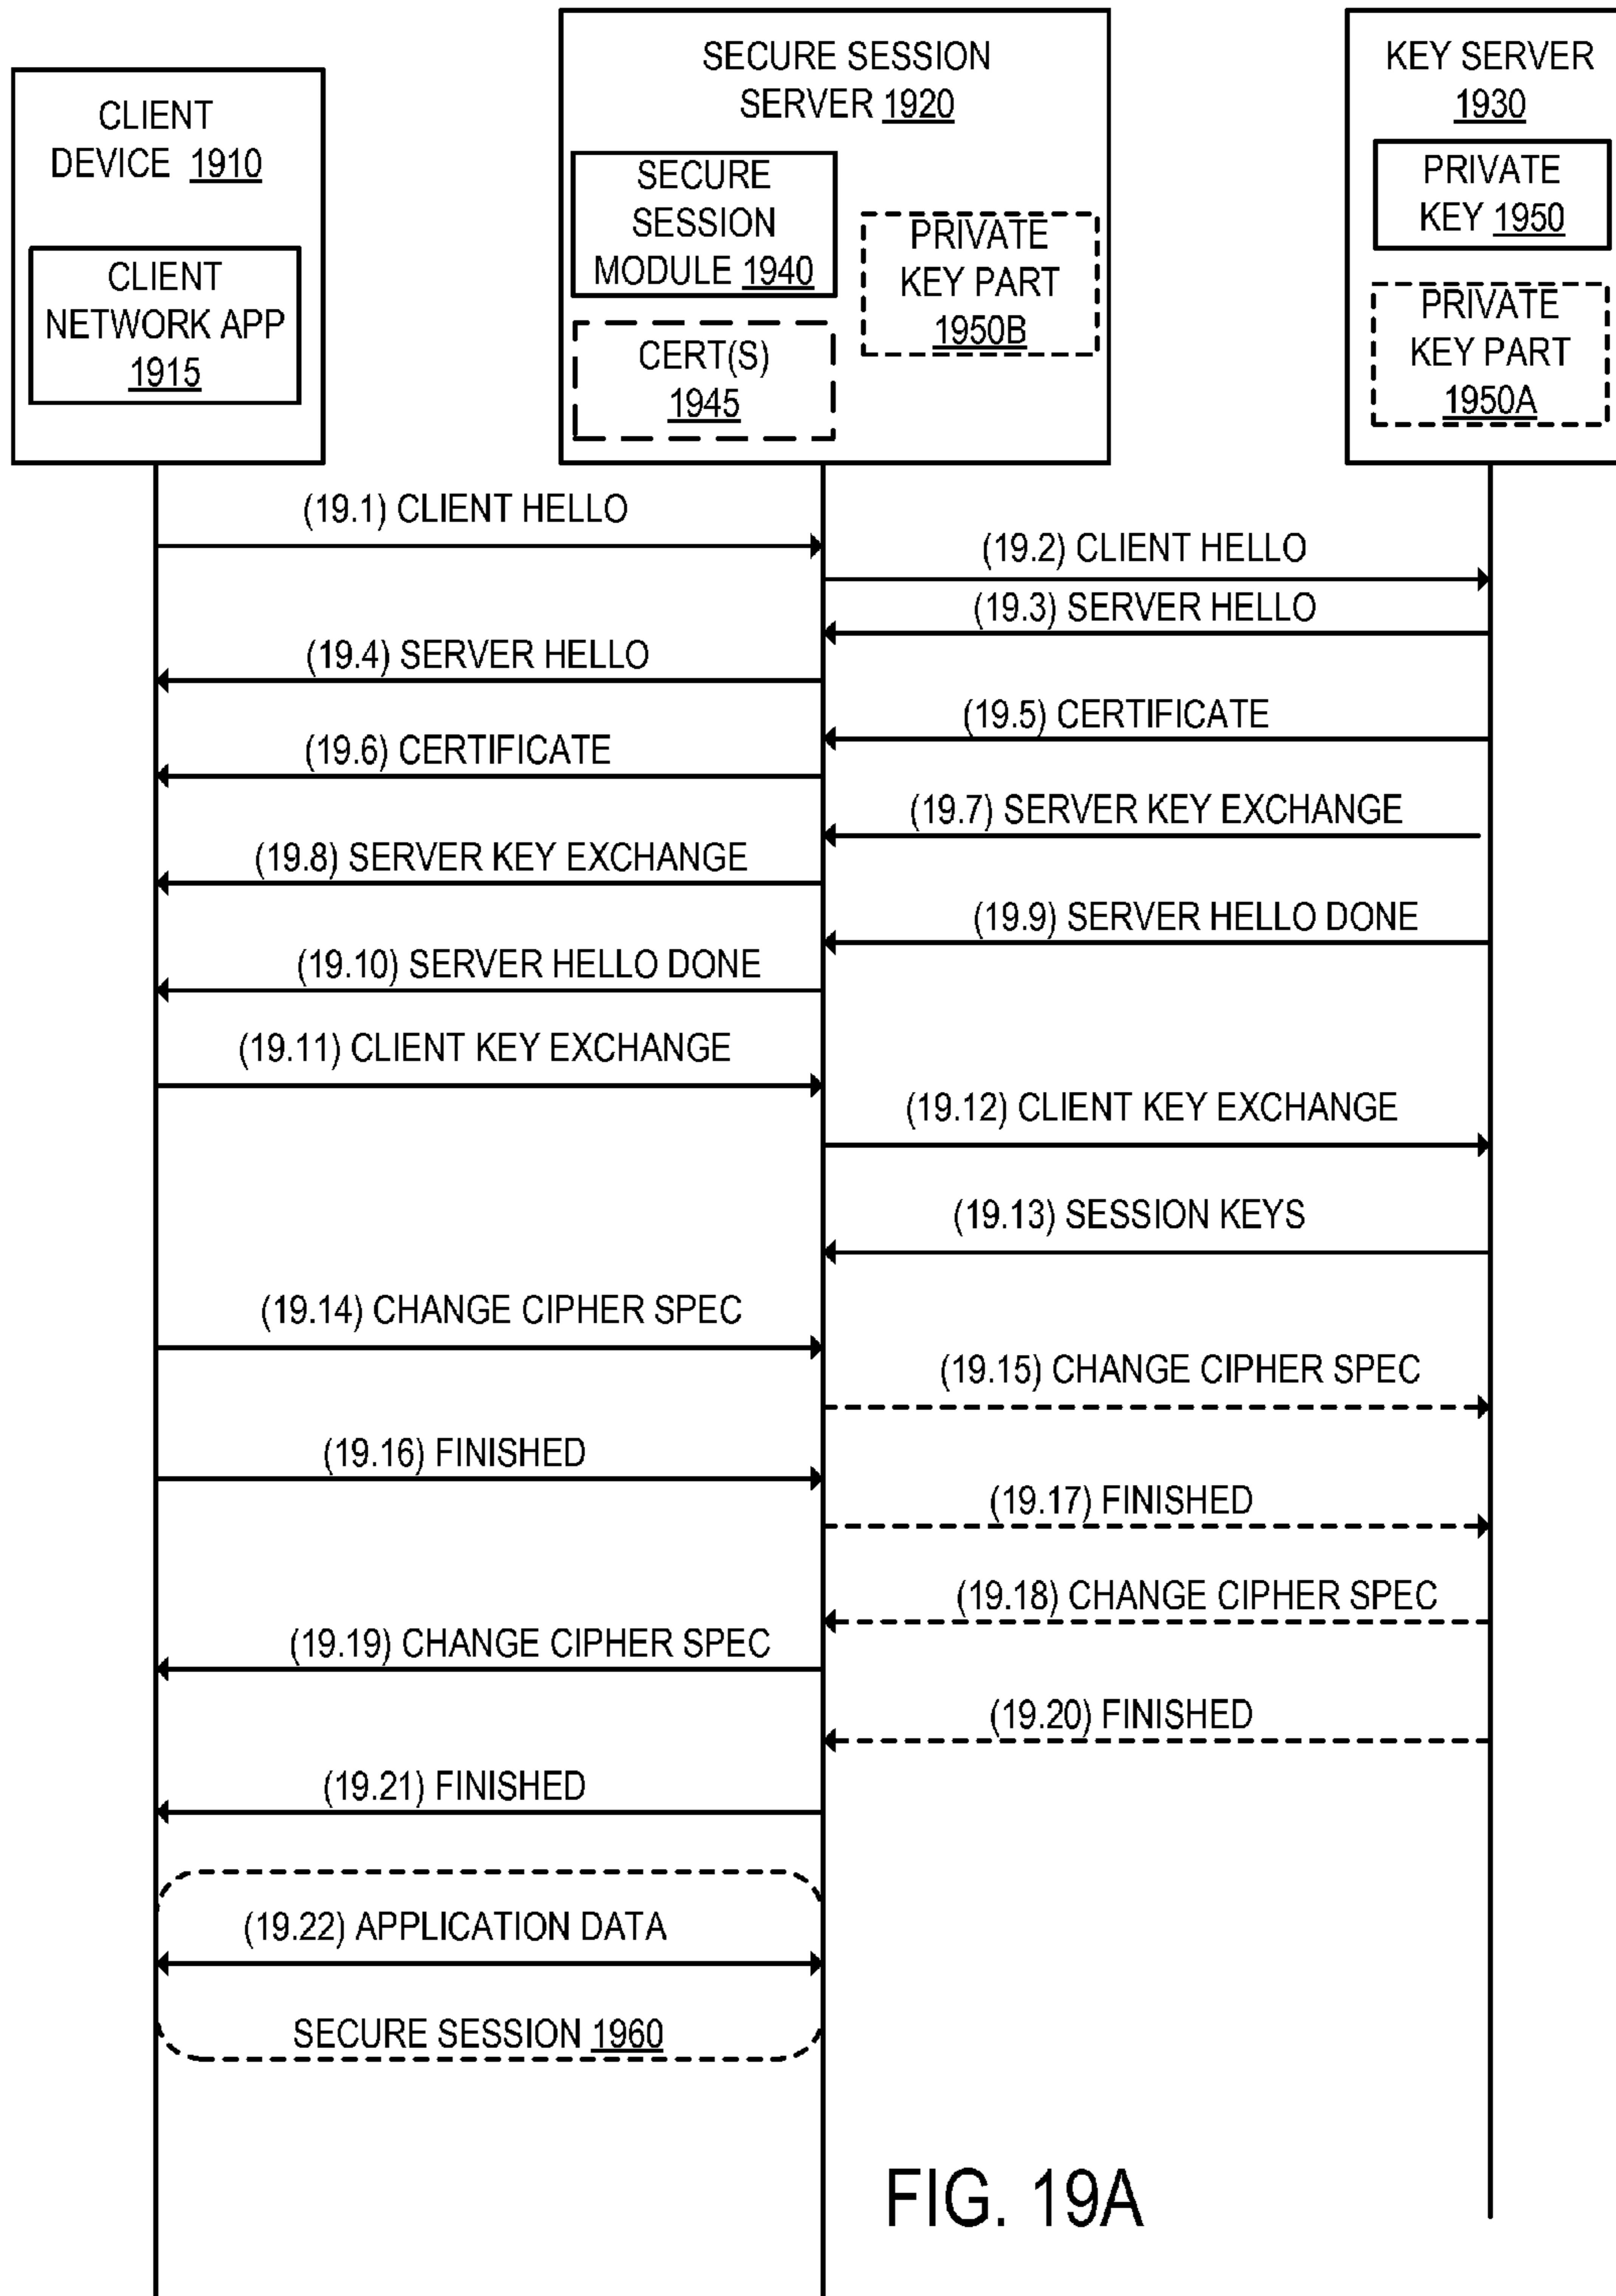 CLIENT
DEVICE 1910
CLIENT
NETWORK APP
1915
SECURE SESSION
SERVER 1920
SECURE
SESSION
MODULE 1940
CERT(S)
1945
PRIVATE
KEY PART
1950B
KEY SERVER
1930
PRIVATE
KEY 1950
PRIVATE
KEY PART
1950A
(19.1) CLIENT HELLO
(19.2) CLIENT HELLO
(19.3) SERVER HELLO
(19.4) SERVER HELLO
(19.5) CERTIFICATE
(19.6) CERTIFICATE
(19.7) SERVER KEY EXCHANGE
(19.8) SERVER KEY EXCHANGE
(19.9) SERVER HELLO DONE
(19.10) SERVER HELLO DONE
(19.11) CLIENT KEY EXCHANGE
(19.12) CLIENT KEY EXCHANGE
(19.13) SESSION KEYS
(19.14) CHANGE CIPHER SPEC
(19.15) CHANGE CIPHER SPEC
(19.16) FINISHED
(19.17) FINISHED
(19.18) CHANGE CIPHER SPEC
(19.19) CHANGE CIPHER SPEC
(19.20) FINISHED
(19.21) FINISHED
(19.22) APPLICATION DATA
SECURE SESSION 1960
FIG. 19A